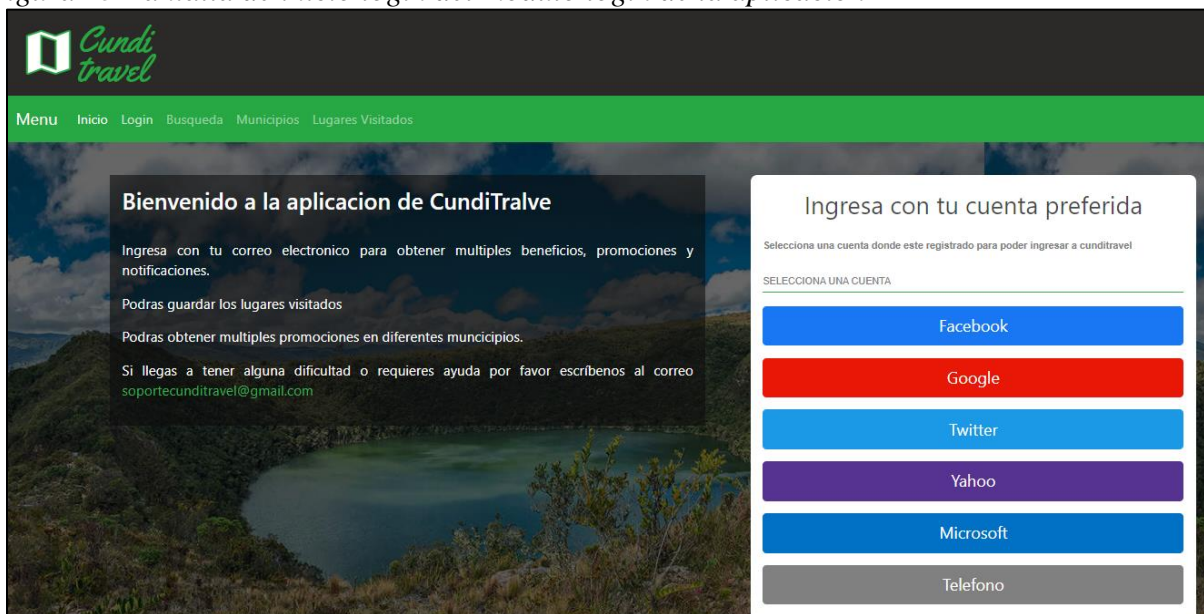 Cundi
travel
Menu Inicio Login Busqueda Municipios Lugares Visitados
Bienvenido a la aplicacion de CundiTralve
Ingresa con tu correo electronico para obtener multiples beneficios, promociones y
notificaciones.
Podras guardar los lugares visitados
Podras obtener multiples promociones en diferentes muncicipios.
Si llegas a tener alguna dificultad o requieres ayuda por favor escríbenos al correo
soportecunditravel@gmail.com
Ingresa con tu cuenta preferida
Selecciona una cuenta donde este registrado para poder ingresar a cunditravel
SELECCIONA UNA CUENTA
Facebook
Google
Twitter
Yahoo
Microsoft
Telefono